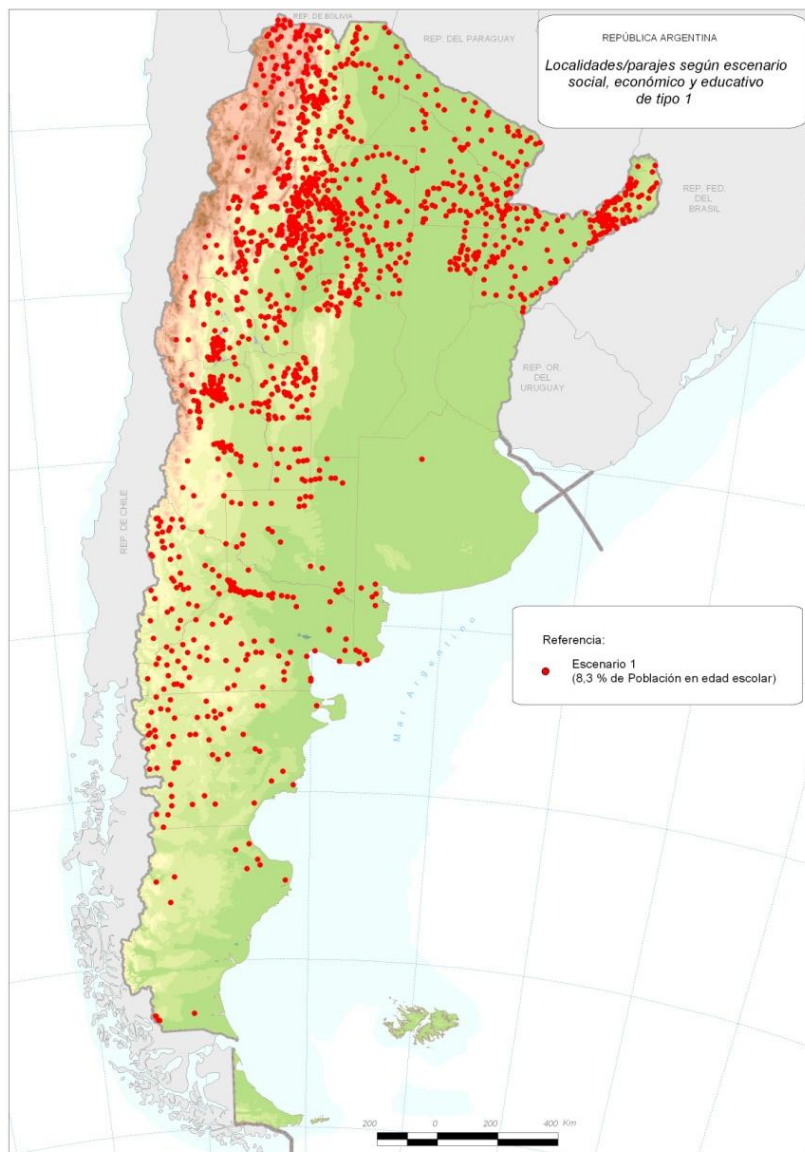 REP. DE BOLIVIA
REP. DEL PARAGUAY
REPÚBLICA ARGENTINA
Localidades/parajes según escenario
social, económico y educativo
de tipo 1
REP. FED.
DEL
BRASIL
REP. OR.
DEL
URUGUAY
REP. DE CHILE
Mar Argentino
Referencia:
Escenario 1
(8,3 % de Población en edad escolar)
200 0 200 400 Km